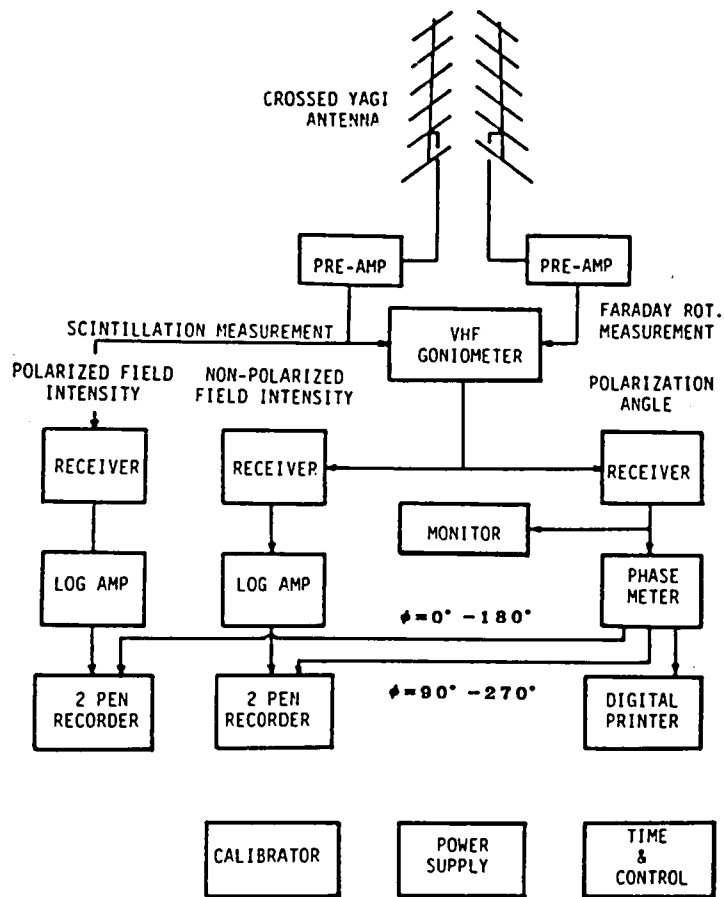 CROSSED YAGI
ANTENNA
PRE-AMP
PRE-AMP
SCINTILLATION MEASUREMENT
VHF
GONIOMETER
FARADAY ROT.
MEASUREMENT
POLARIZED FIELD
INTENSITY
NON-POLARIZED
FIELD INTENSITY
POLARIZATION
ANGLE
RECEIVER
RECEIVER
RECEIVER
MONITOR
LOG AMP
LOG AMP
PHASE
METER
ϕ=0° -180°
2 PEN
RECORDER
2 PEN
RECORDER
ϕ=90° -270°
DIGITAL
PRINTER
CALIBRATOR
POWER
SUPPLY
TIME
&
CONTROL